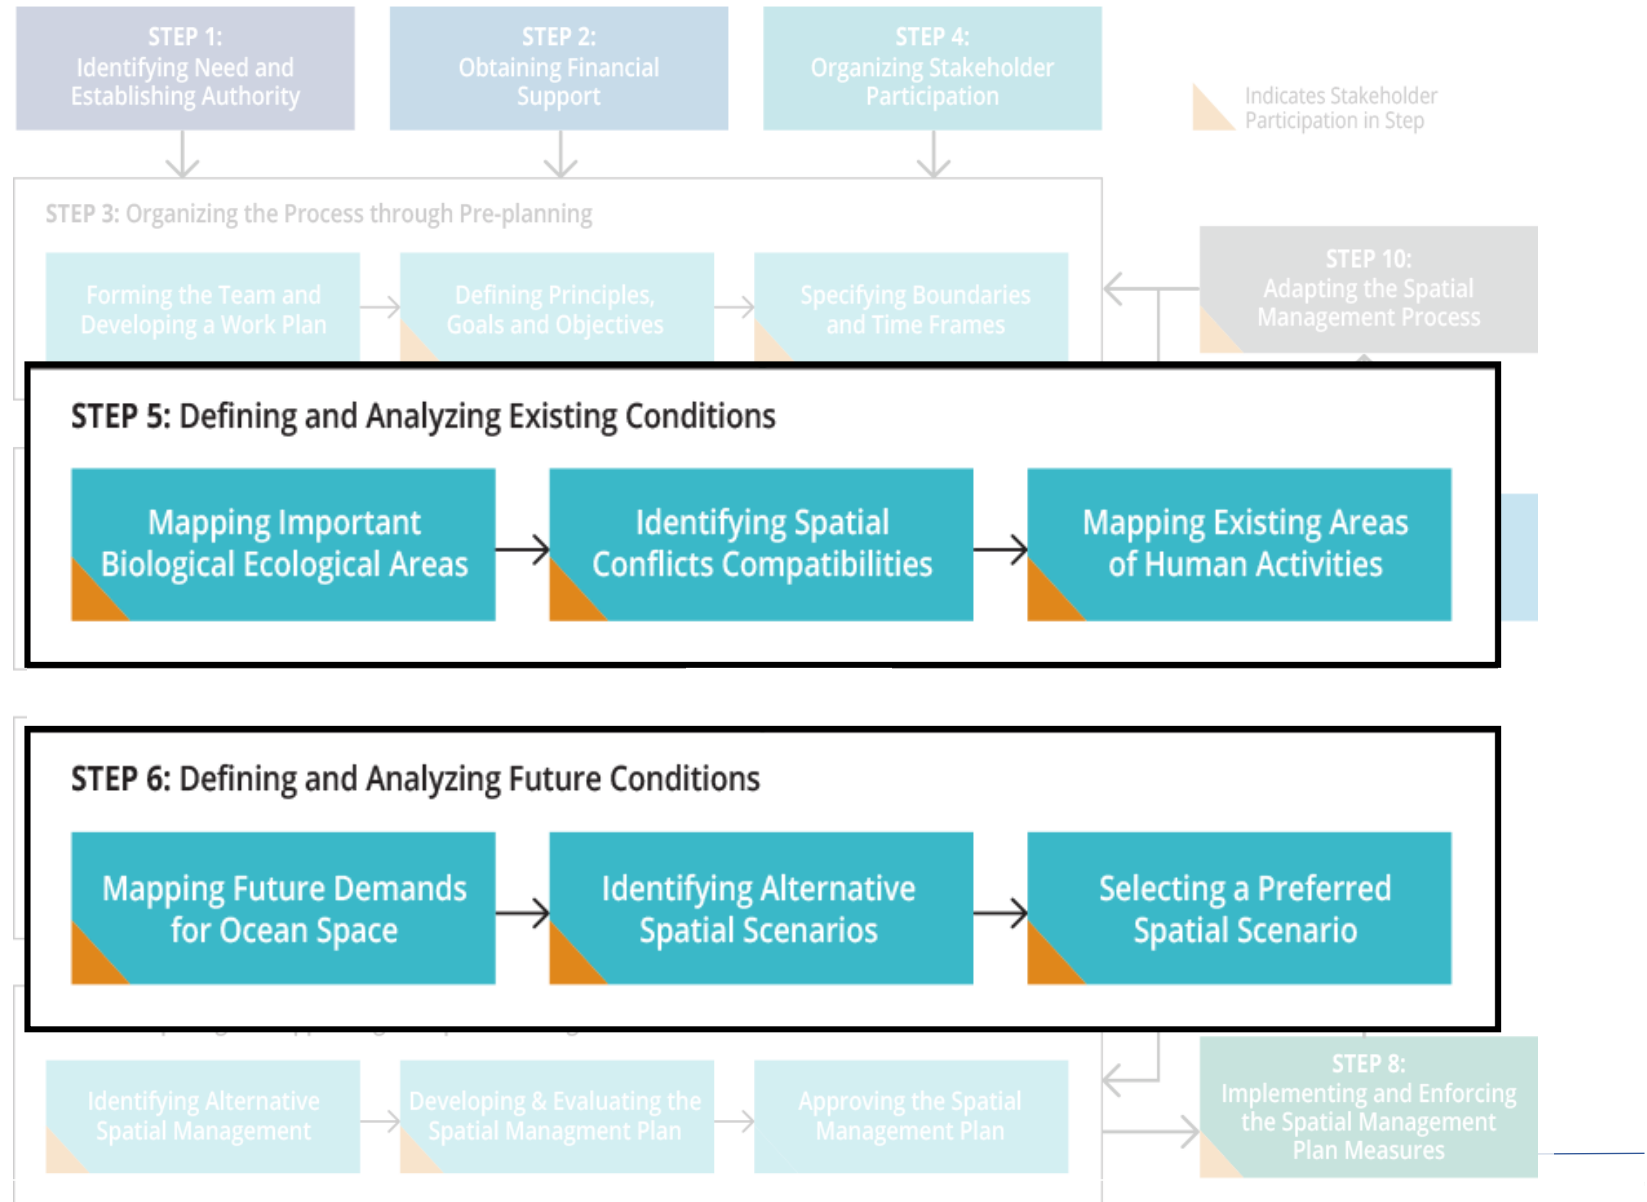 STEP 1:
Identifying Need and
Establishing Authority
STEP 2:
Obtaining Financial
Support
STEP 4:
Organizing Stakeholder
Participation
Indicates Stakeholder
Participation in Step
STEP 3: Organizing the Process through Pre-planning
Forming the Team and
Developing a Work Plan
Defining Principles,
Goals and Objectives
Specifying Boundaries
and Time Frames
STEP 10:
Adapting the Spatial
Management Process
STEP 5: Defining and Analyzing Existing Conditions
Mapping Important
Biological Ecological Areas
Identifying Spatial
Conflicts Compatibilities
Mapping Existing Areas
of Human Activities
STEP 6: Defining and Analyzing Future Conditions
Mapping Future Demands
for Ocean Space
Identifying Alternative
Spatial Scenarios
Selecting a Preferred
Spatial Scenario
Identifying Alternative
Spatial Management
Developing & Evaluating the
Spatial Managment Plan
Approving the Spatial
Management Plan
STEP 8:
Implementing and Enforcing
the Spatial Management
Plan Measures